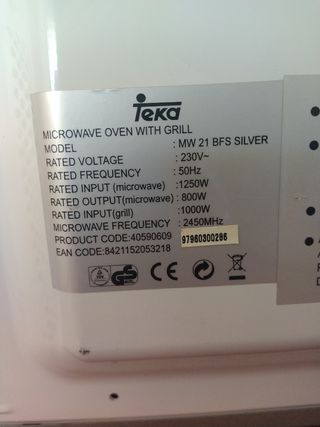 Teka
MICROWAVE OVEN WITH GRILL
MODEL : MW 21 BFS SILVER
RATED VOLTAGE : 230V~
RATED FREQUENCY : 50Hz
RATED INPUT (microwave) : 1250W
RATED OUTPUT(microwave) : 800W
RATED INPUT(grill) : 1000W
MICROWAVE FREQUENCY : 2450MHz
PRODUCT CODE:40590609 97960300286
EAN CODE:8421152053218
CE